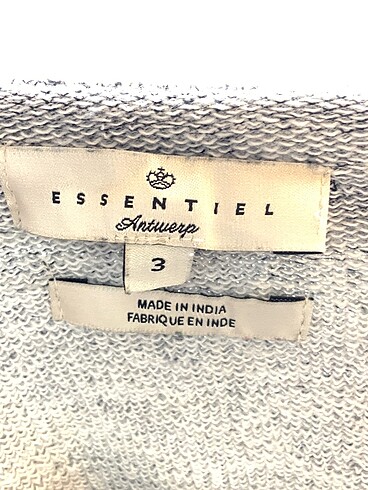 ESSENTIEL
Antwerp
3
MADE IN INDIA
FABRIQUE EN INDE